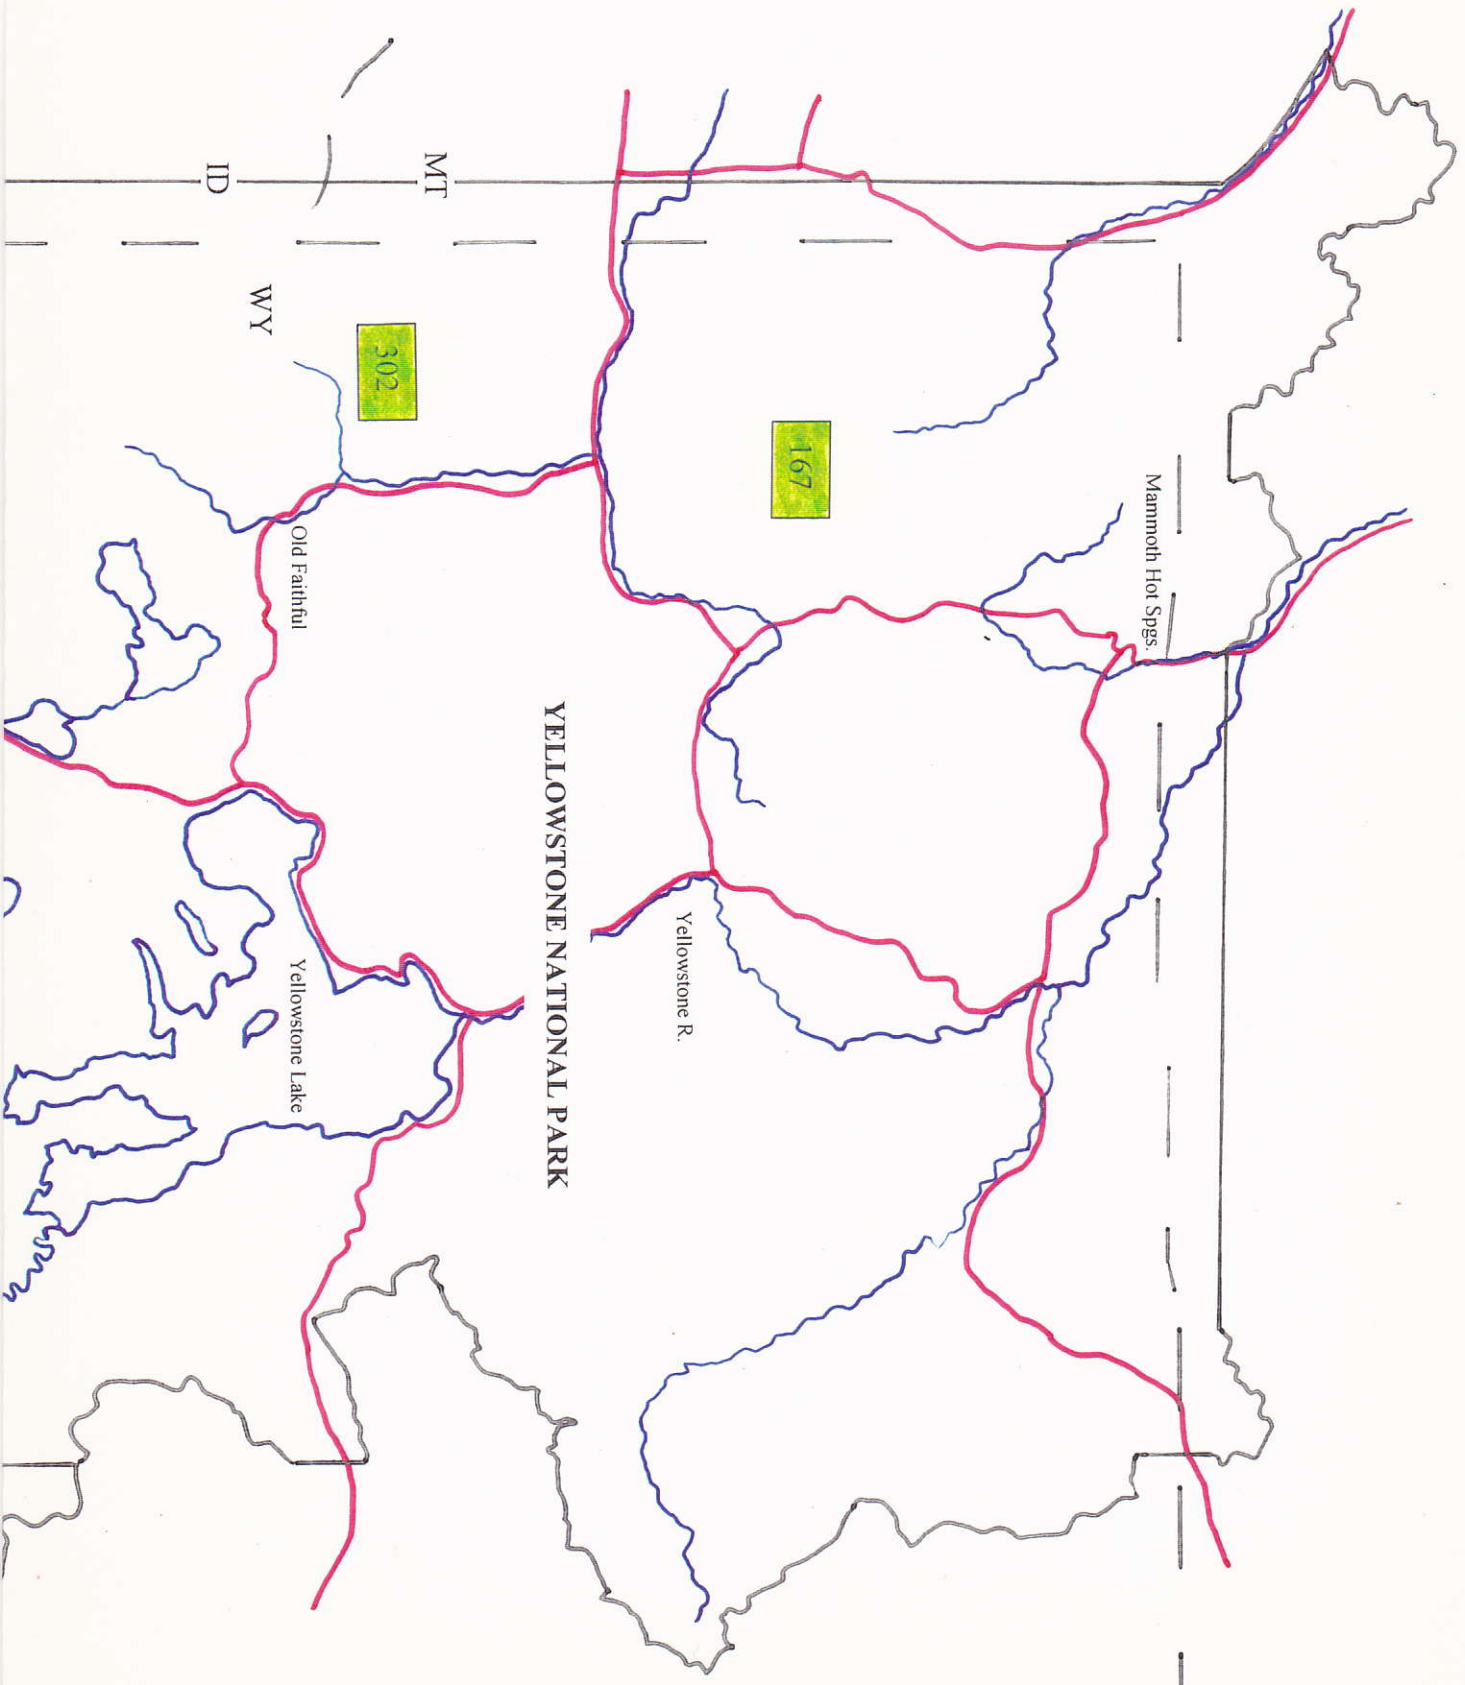 Mammoth Hot Spgs.
167
Yellowstone R.
YELLOWSTONE NATIONAL PARK
MT
302
Old Faithful
Yellowstone Lake
WY
ID